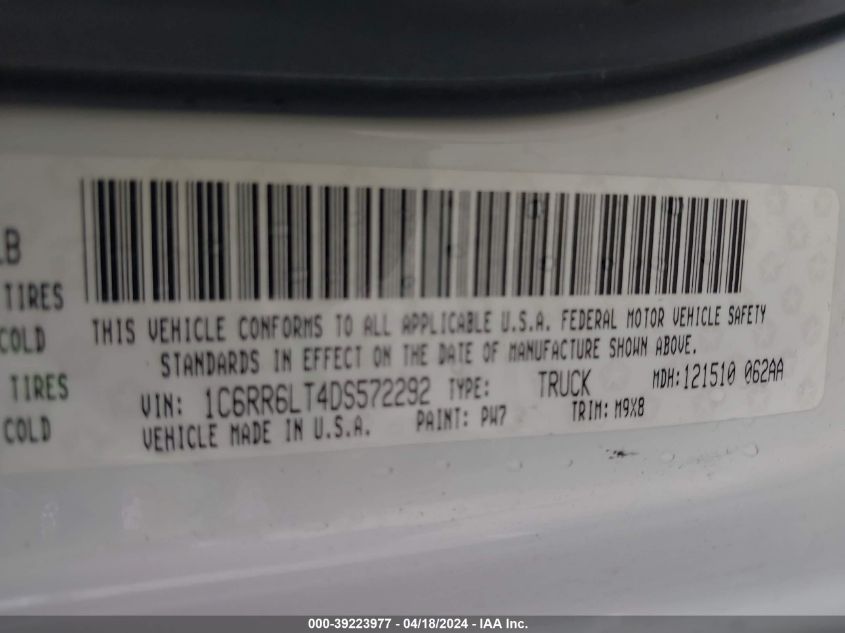 LB
TIRES
COLD
TIRES
COLD
THIS VEHICLE CONFORMS TO ALL APPLICABLE U.S.A. FEDERAL MOTOR VEHICLE SAFETY
STANDARDS IN EFFECT ON THE DATE OF MANUFACTURE SHOWN ABOVE.
VIN: 1C6RR6LT4DS572292 TYPE: TRUCK MDH:121510 062AA
VEHICLE MADE IN U.S.A. PAINT: PW7 TRIM: M9X8
000-39223977 - 04/18/2024 - IAA Inc.